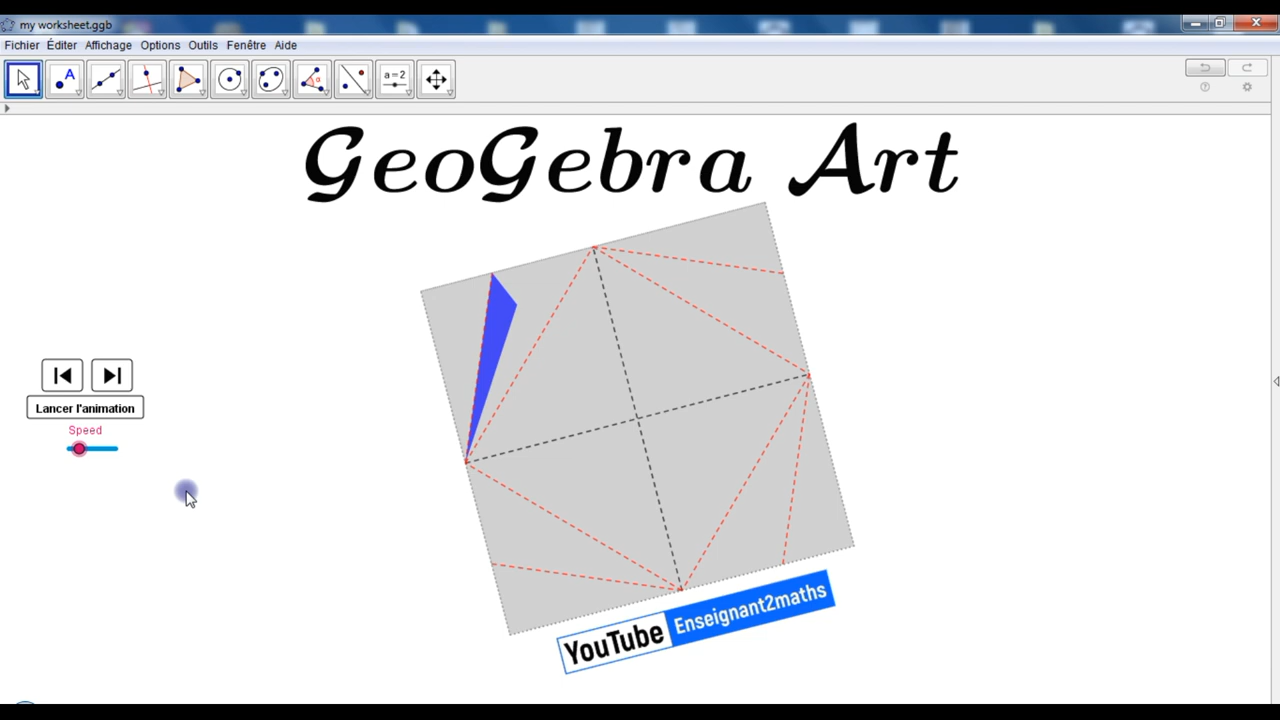 my worksheet.ggb
Fichier Éditer Affichage Options Outils Fenêtre Aide
A
α
a=2
GeoGebra Art
Lancer l'animation
Speed
YouTube Enseignant2maths